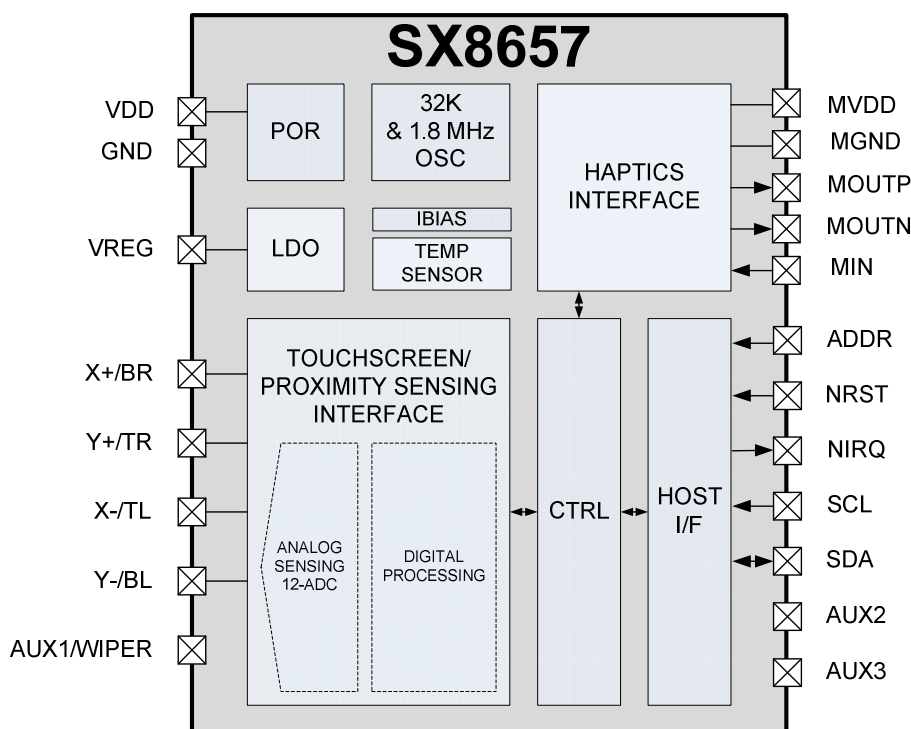 SX8657
VDD
GND
VREG
X+/BR
Y+/TR
X-/TL
Y-/BL
AUX1/WIPER
POR
32K
& 1.8 MHz
OSC
LDO
IBIAS
TEMP
SENSOR
HAPTICS
INTERFACE
TOUCHSCREEN/
PROXIMITY SENSING
INTERFACE
ANALOG
SENSING
12-ADC
DIGITAL
PROCESSING
CTRL
HOST
I/F
MVDD
MGND
MOUTP
MOUTN
MIN
ADDR
NRST
NIRQ
SCL
SDA
AUX2
AUX3